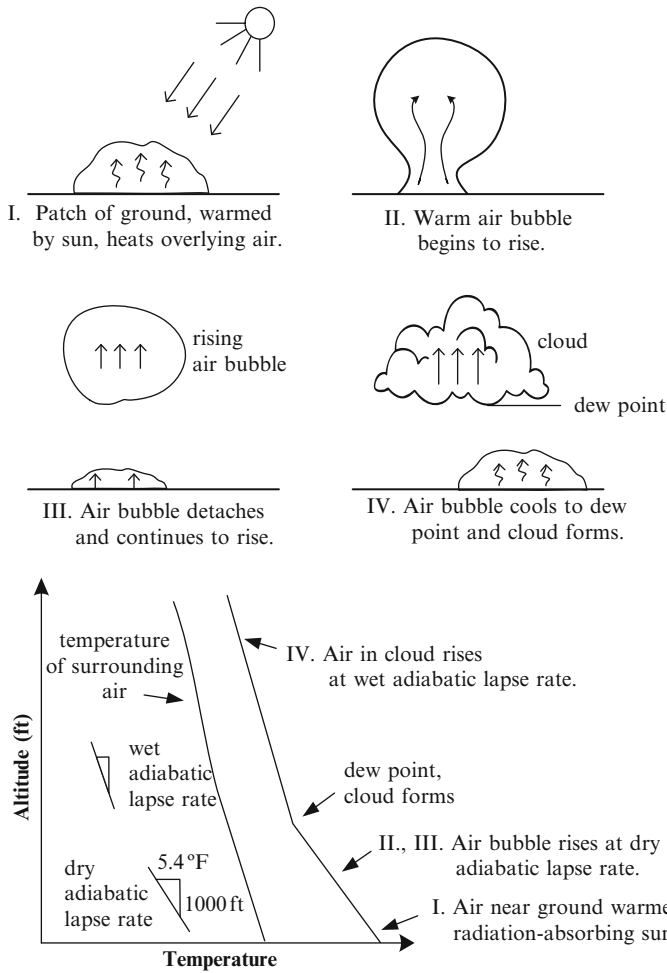 I. Patch of ground, warmed
by sun, heats overlying air.
II. Warm air bubble
begins to rise.
rising
air bubble
cloud
dew point
III. Air bubble detaches
and continues to rise.
IV. Air bubble cools to dew
point and cloud forms.
temperature
of surrounding
air
IV. Air in cloud rises
at wet adiabatic lapse rate.
wet
adiabatic
lapse rate
dew point,
cloud forms
Altitude (ft)
II., III. Air bubble rises at dry
adiabatic lapse rate.
dry
adiabatic
lapse rate
5.4 °F
1000 ft
I. Air near ground warme
radiation-absorbing sur
Temperature